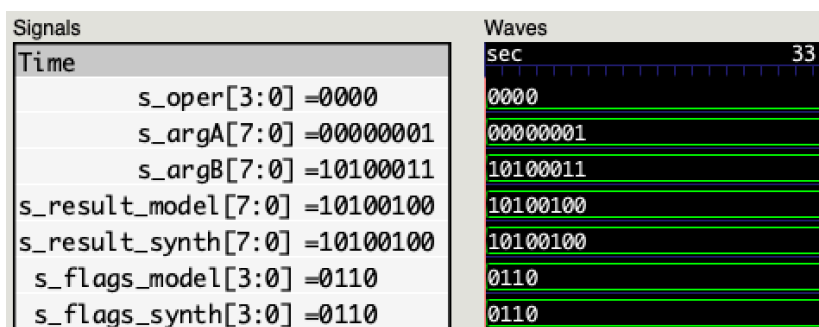 Signals
Waves
Time
sec 33
s_oper[3:0] =0000
0000
s_argA[7:0] =00000001
00000001
s_argB[7:0] =10100011
10100011
s_result_model[7:0] =10100100
10100100
s_result_synth[7:0] =10100100
10100100
s_flags_model[3:0] =0110
0110
s_flags_synth[3:0] =0110
0110